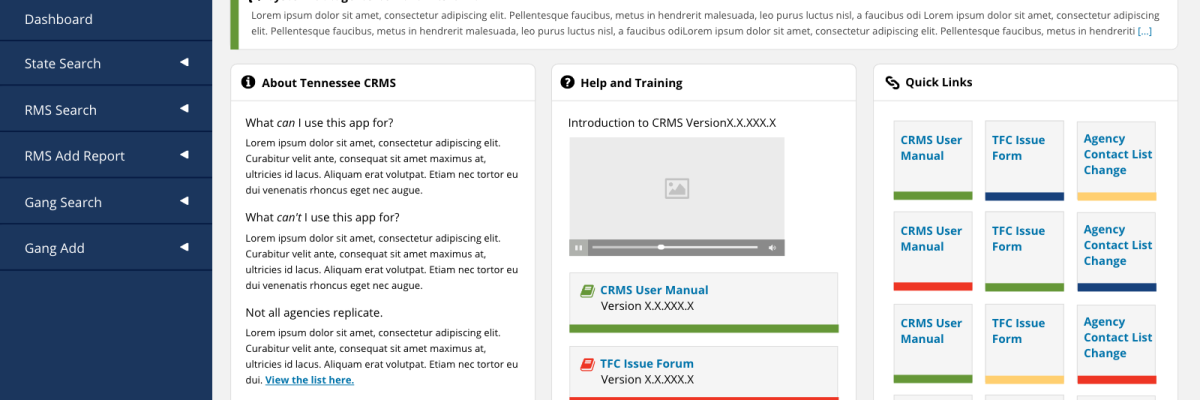 Dashboard
State Search
RMS Search
RMS Add Report
Gang Search
Gang Add
Lorem ipsum dolor sit amet, consectetur adipiscing elit. Pellentesque faucibus, metus in hendrerit malesuada, leo purus luctus nisl, a faucibus odi Lorem ipsum dolor sit amet, consectetur adipiscing
elit. Pellentesque faucibus, metus in hendrerit malesuada, leo purus luctus nisl, a faucibus odiLorem ipsum dolor sit amet, consectetur adipiscing elit. Pellentesque faucibus, metus in hendreriti [...]
About Tennessee CRMS
What can I use this app for?
Lorem ipsum dolor sit amet, consectetur adipiscing elit.
Curabitur velit ante, consequat sit amet maximus at,
ultricies id lacus. Aliquam erat volutpat. Etiam nec tortor eu
dui venenatis rhoncus eget nec augue.
What can't I use this app for?
Lorem ipsum dolor sit amet, consectetur adipiscing elit.
Curabitur velit ante, consequat sit amet maximus at,
ultricies id lacus. Aliquam erat volutpat. Etiam nec tortor eu
dui venenatis rhoncus eget nec augue.
Not all agencies replicate.
Lorem ipsum dolor sit amet, consectetur adipiscing elit.
Curabitur velit ante, consequat sit amet maximus at,
ultricies id lacus. Aliquam erat volutpat. Etiam nec tortor eu
dui. View the list here.
Help and Training
Introduction to CRMS VersionX.X.XXX.X
CRMS User Manual
Version X.X.XXX.X
TFC Issue Forum
Version X.X.XXX.X
Quick Links
CRMS User
Manual
TFC Issue
Form
Agency
Contact List
Change
CRMS User
Manual
TFC Issue
Form
Agency
Contact List
Change
CRMS User
Manual
TFC Issue
Form
Agency
Contact List
Change